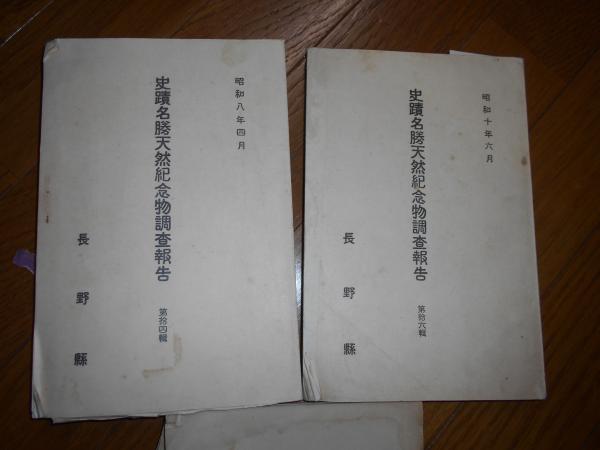 昭和八年四月
史蹟名勝天然紀念物調査報告
第拾四輯
長野縣
昭和十年六月
史蹟名勝天然紀念物調査報告
第拾六輯
長野縣